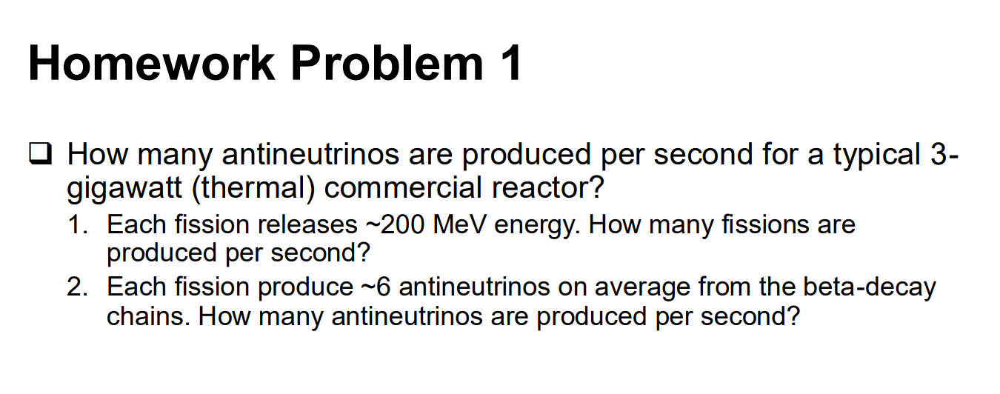 Homework Problem 1
❑ How many antineutrinos are produced per second for a typical 3-
gigawatt (thermal) commercial reactor?
1. Each fission releases ~200 MeV energy. How many fissions are
produced per second?
2. Each fission produce ~6 antineutrinos on average from the beta-decay
chains. How many antineutrinos are produced per second?